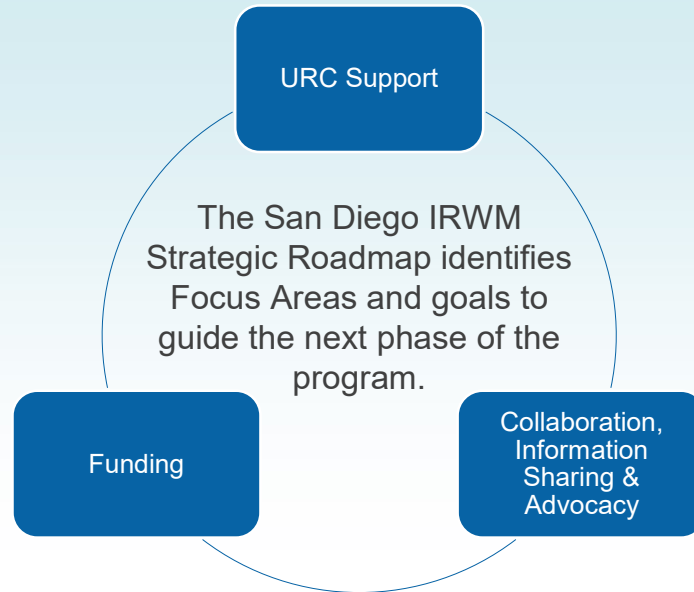 URC Support
The San Diego IRWM
Strategic Roadmap identifies
Focus Areas and goals to
guide the next phase of the
program.
Funding
Collaboration,
Information
Sharing &
Advocacy